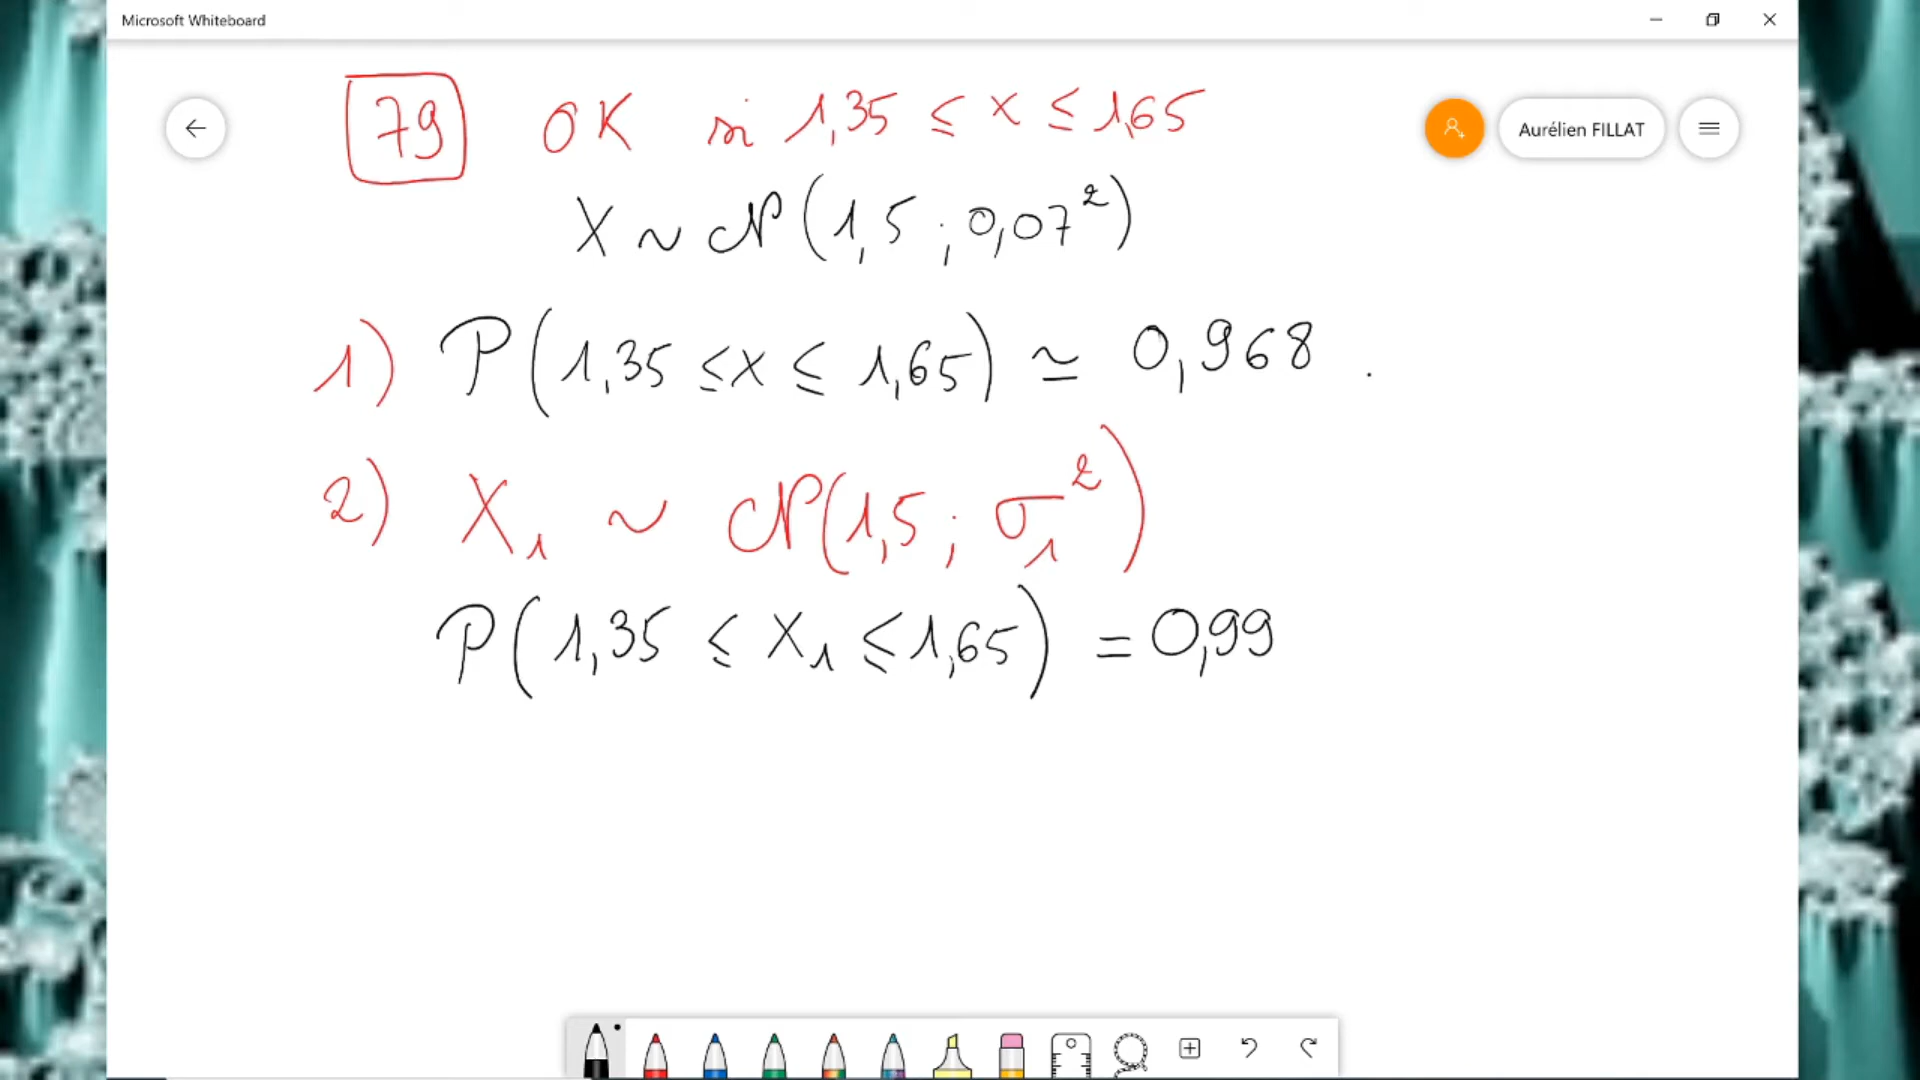 Microsoft Whiteboard
79 OK si 1,35 ≤ x ≤ 1,65
Aurélien FILLAT
X ~ N(1,5 ; 0,07²)
1) P(1,35 ≤ X ≤ 1,65) ≃ 0,968.
2) X₁ ~ N(1,5 ; σ₁²)
P(1,35 ≤ X₁ ≤ 1,65) = 0,99